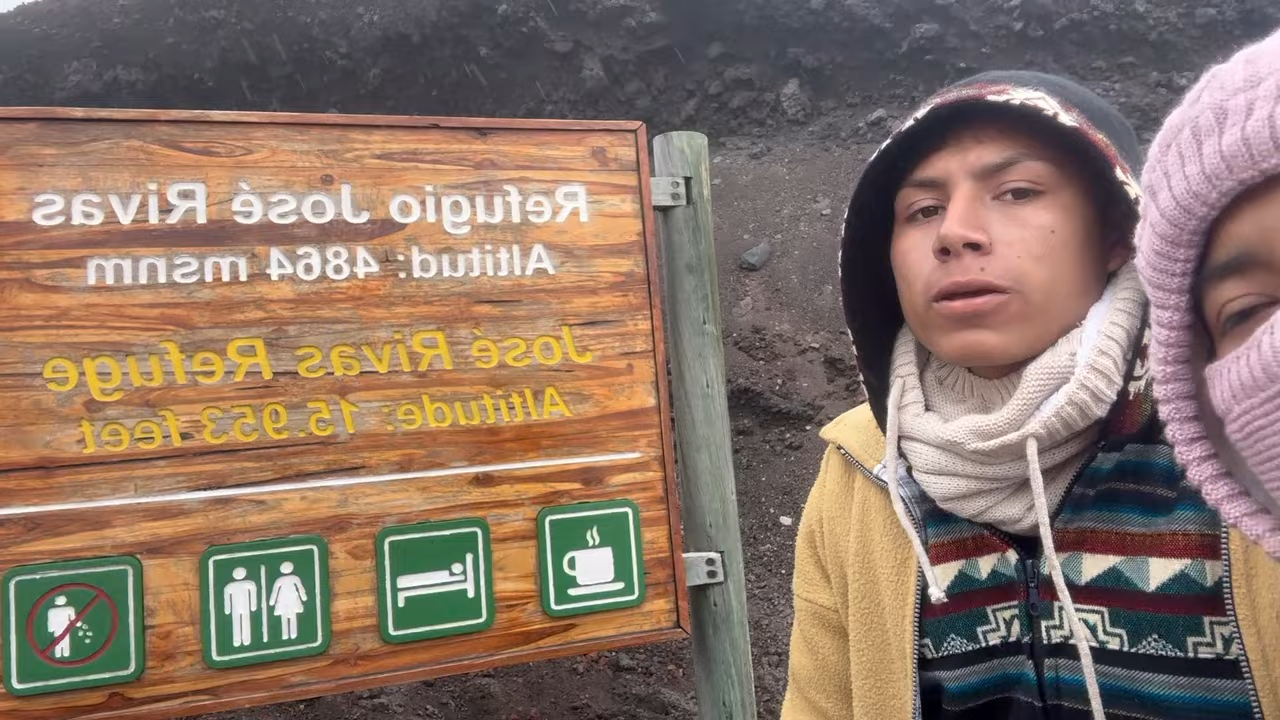 Refugio José Rivas
Altitud: 4864 msnm
José Rivas Refuge
Altitude: 15.953 feet